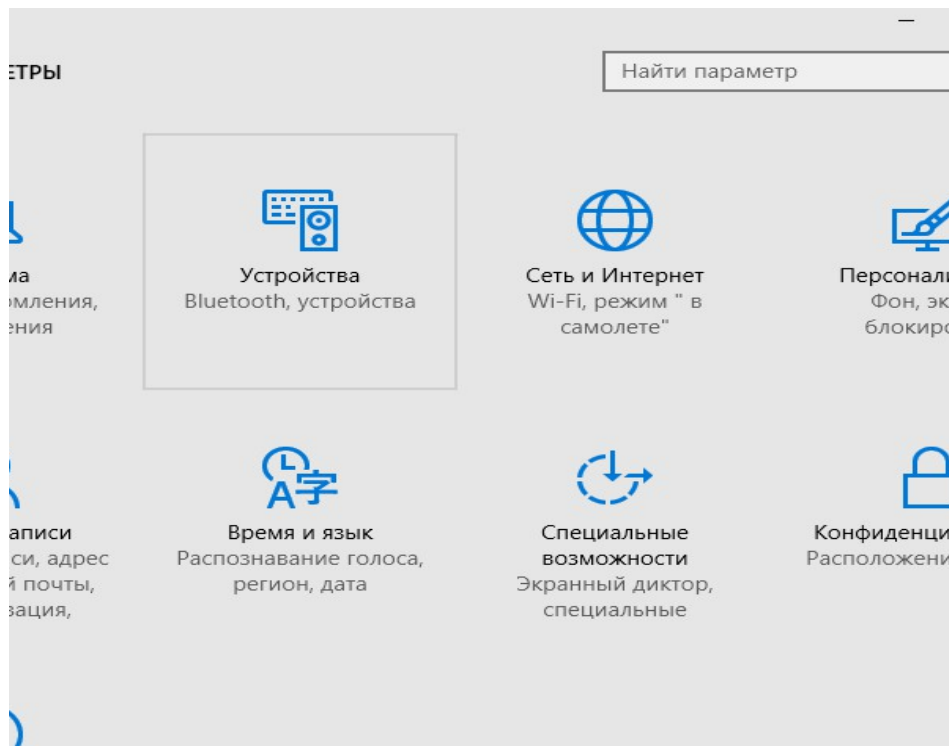 ЕТРЫ
Найти параметр
ма
омления,
ения
Устройства
Bluetooth, устройства
Сеть и Интернет
Wi-Fi, режим " в
самолете"
Персонали
Фон, эк
блокиро
аписи
си, адрес
й почты,
зация,
Время и язык
Распознавание голоса,
регион, дата
Специальные
возможности
Экранный диктор,
специальные
Конфиденци
Расположени